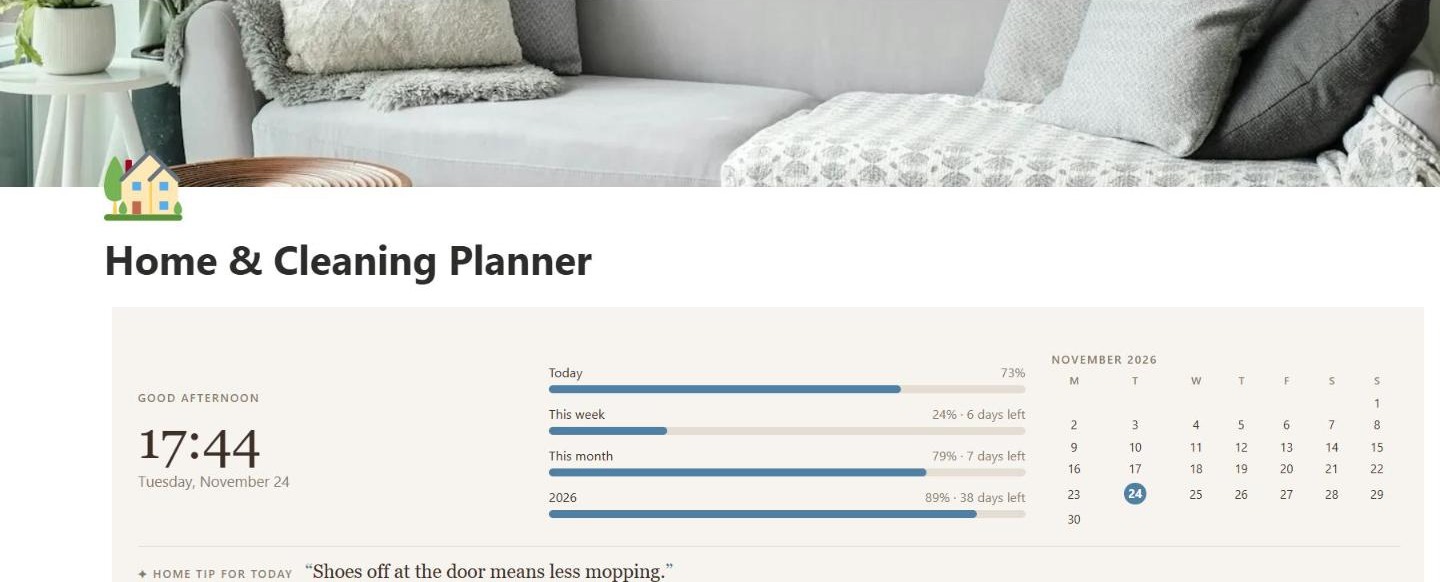 Home & Cleaning Planner
GOOD AFTERNOON
17:44
Tuesday, November 24
Today 73%
This week 24% · 6 days left
This month 79% · 7 days left
2026 89% · 38 days left
NOVEMBER 2026
M T W T F S S
1
2 3 4 5 6 7 8
9 10 11 12 13 14 15
16 17 18 19 20 21 22
23 24 25 26 27 28 29
30
✦ HOME TIP FOR TODAY “Shoes off at the door means less mopping.”